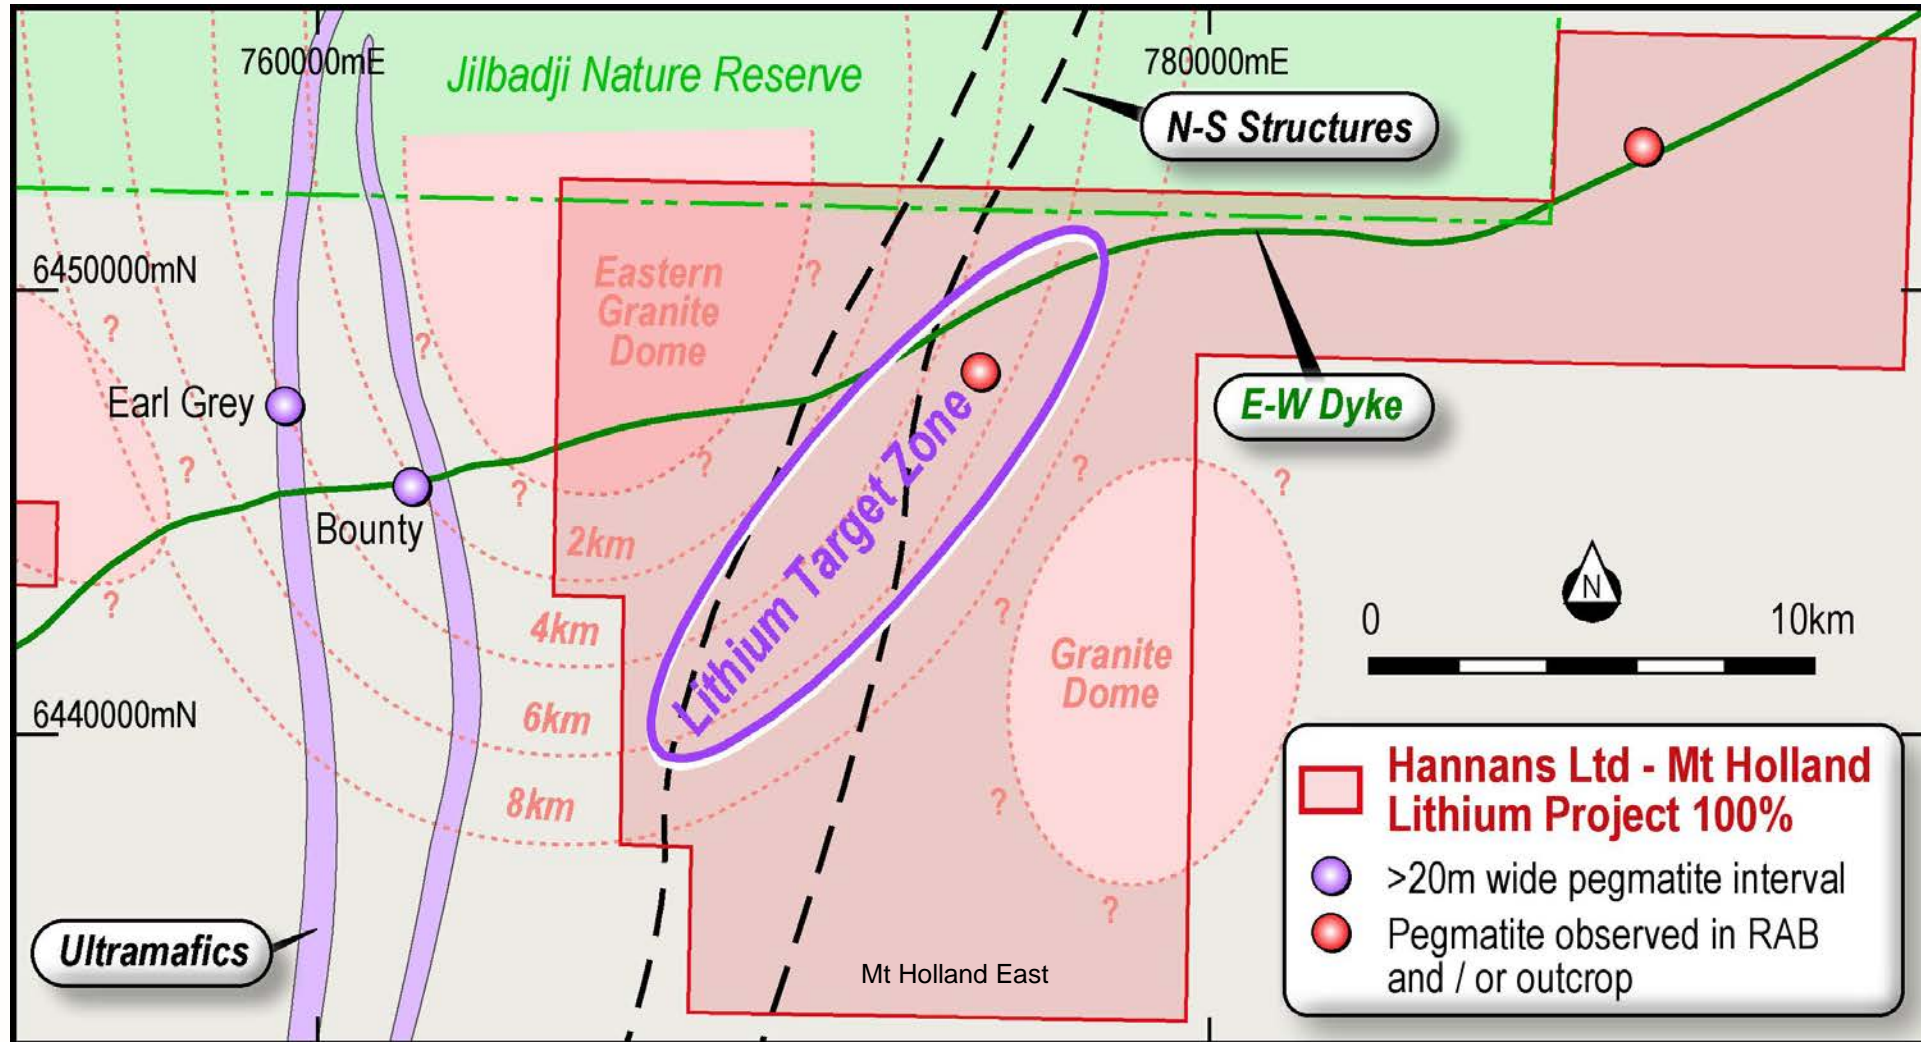 760000mE
Jilbadji Nature Reserve
780000mE
N-S Structures
6450000mN
Eastern
Granite
Dome
?
?
?
?
?
?
?
?
?
?
?
?
?
Earl Grey
Bounty
E-W Dyke
2km
4km
6km
8km
Lithium Target Zone
Granite
Dome
N
0
10km
6440000mN
Ultramafics
Mt Holland East
Hannans Ltd - Mt Holland
Lithium Project 100%
>20m wide pegmatite interval
Pegmatite observed in RAB
and / or outcrop